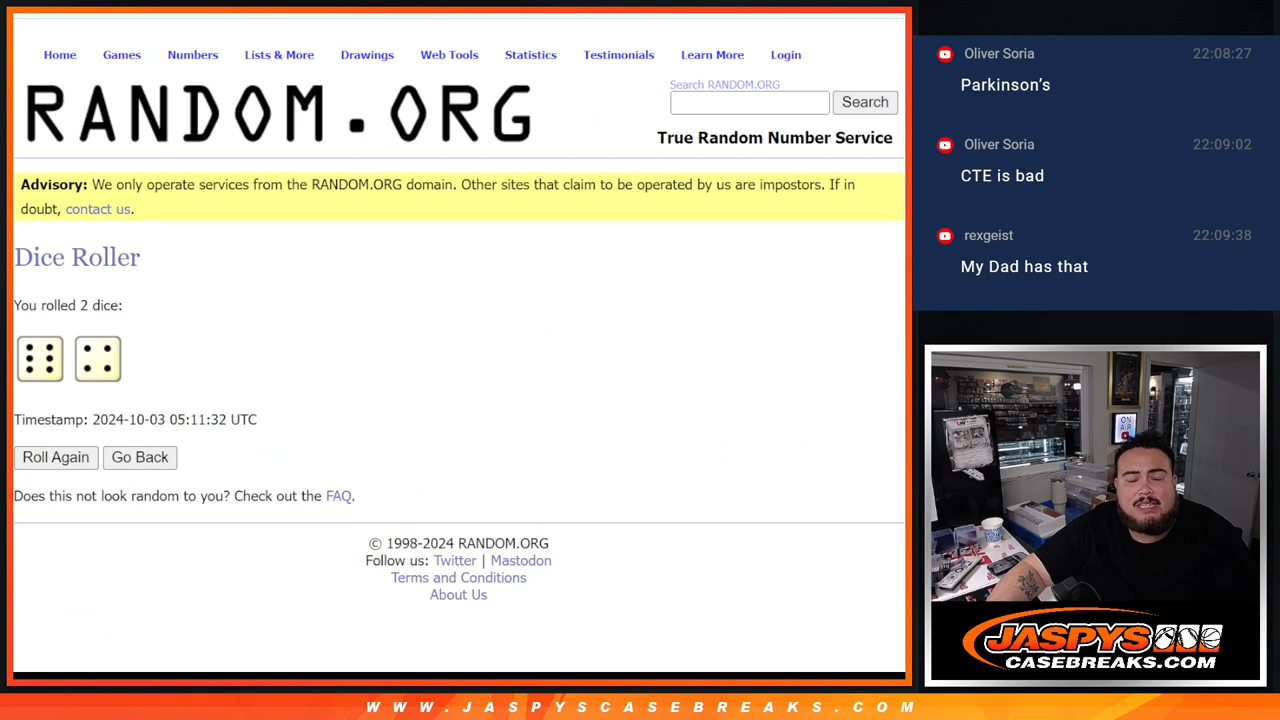 Home Games Numbers Lists & More Drawings Web Tools Statistics Testimonials Learn More Login
RANDOM.ORG
Search RANDOM.ORG
Search
True Random Number Service
Advisory: We only operate services from the RANDOM.ORG domain. Other sites that claim to be operated by us are impostors. If in
doubt, contact us.
Dice Roller
You rolled 2 dice:
Timestamp: 2024-10-03 05:11:32 UTC
Roll Again Go Back
Does this not look random to you? Check out the FAQ.
© 1998-2024 RANDOM.ORG
Follow us: Twitter | Mastodon
Terms and Conditions
About Us
Oliver Soria 22:08:27
Parkinson’s
Oliver Soria 22:09:02
CTE is bad
rexgeist 22:09:38
My Dad has that
ON
AIR
JASPYS
CASEBREAKS.COM
WWW.JASPYSCASEBREAKS.COM